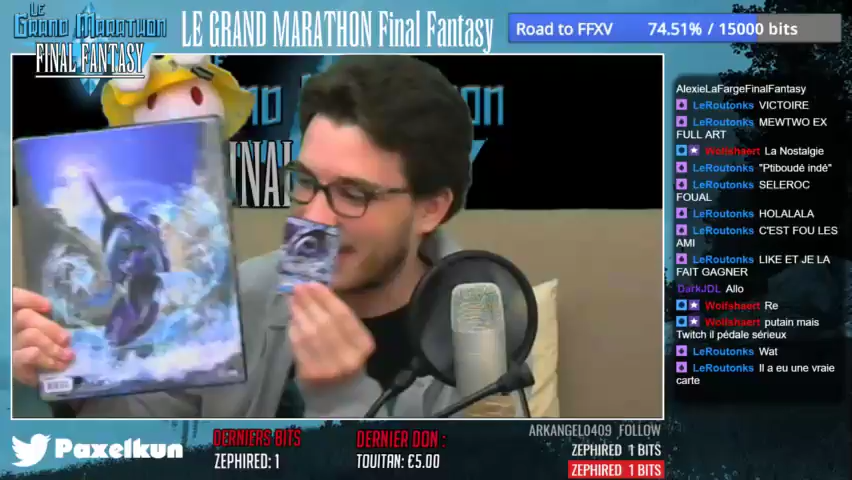 LE
GRAND MARATHON
FINAL FANTASY
LE GRAND MARATHON Final Fantasy
Road to FFXV 74.51% / 15000 bits
AlexieLaFargeFinalFantasy
LeRoutonks VICTOIRE
LeRoutonks MEWTWO EX
FULL ART
Wolfshaert La Nostalgie
LeRoutonks "Ptiboudé indé"
LeRoutonks SELEROC
FOUAL
LeRoutonks HOLALALA
LeRoutonks C'EST FOU LES
AMI
LeRoutonks LIKE ET JE LA
FAIT GAGNER
DarkJDL Allo
Wolfshaert Re
Wolfshaert putain mais
Twitch il pédale sérieux
LeRoutonks Wat
LeRoutonks Il a eu une vraie
carte
Paxelkun
DERNIERS BITS
ZEPHIRED: 1
DERNIER DON :
TOUITAN: €5.00
ARKANGEL0409 FOLLOW
ZEPHIRED 1 BITS
ZEPHIRED 1 BITS